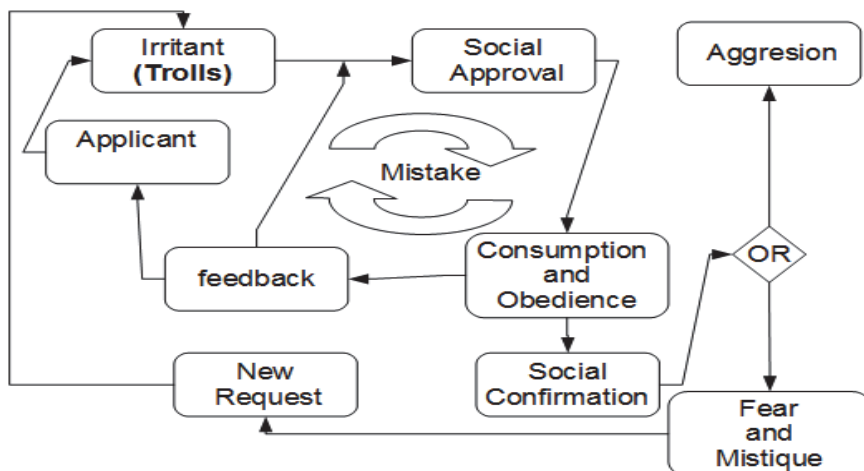 Irritant
(Trolls)
Social
Approval
Aggresion
Applicant
Mistake
feedback
Consumption
and
Obedience
OR
New
Request
Social
Confirmation
Fear
and
Mistique